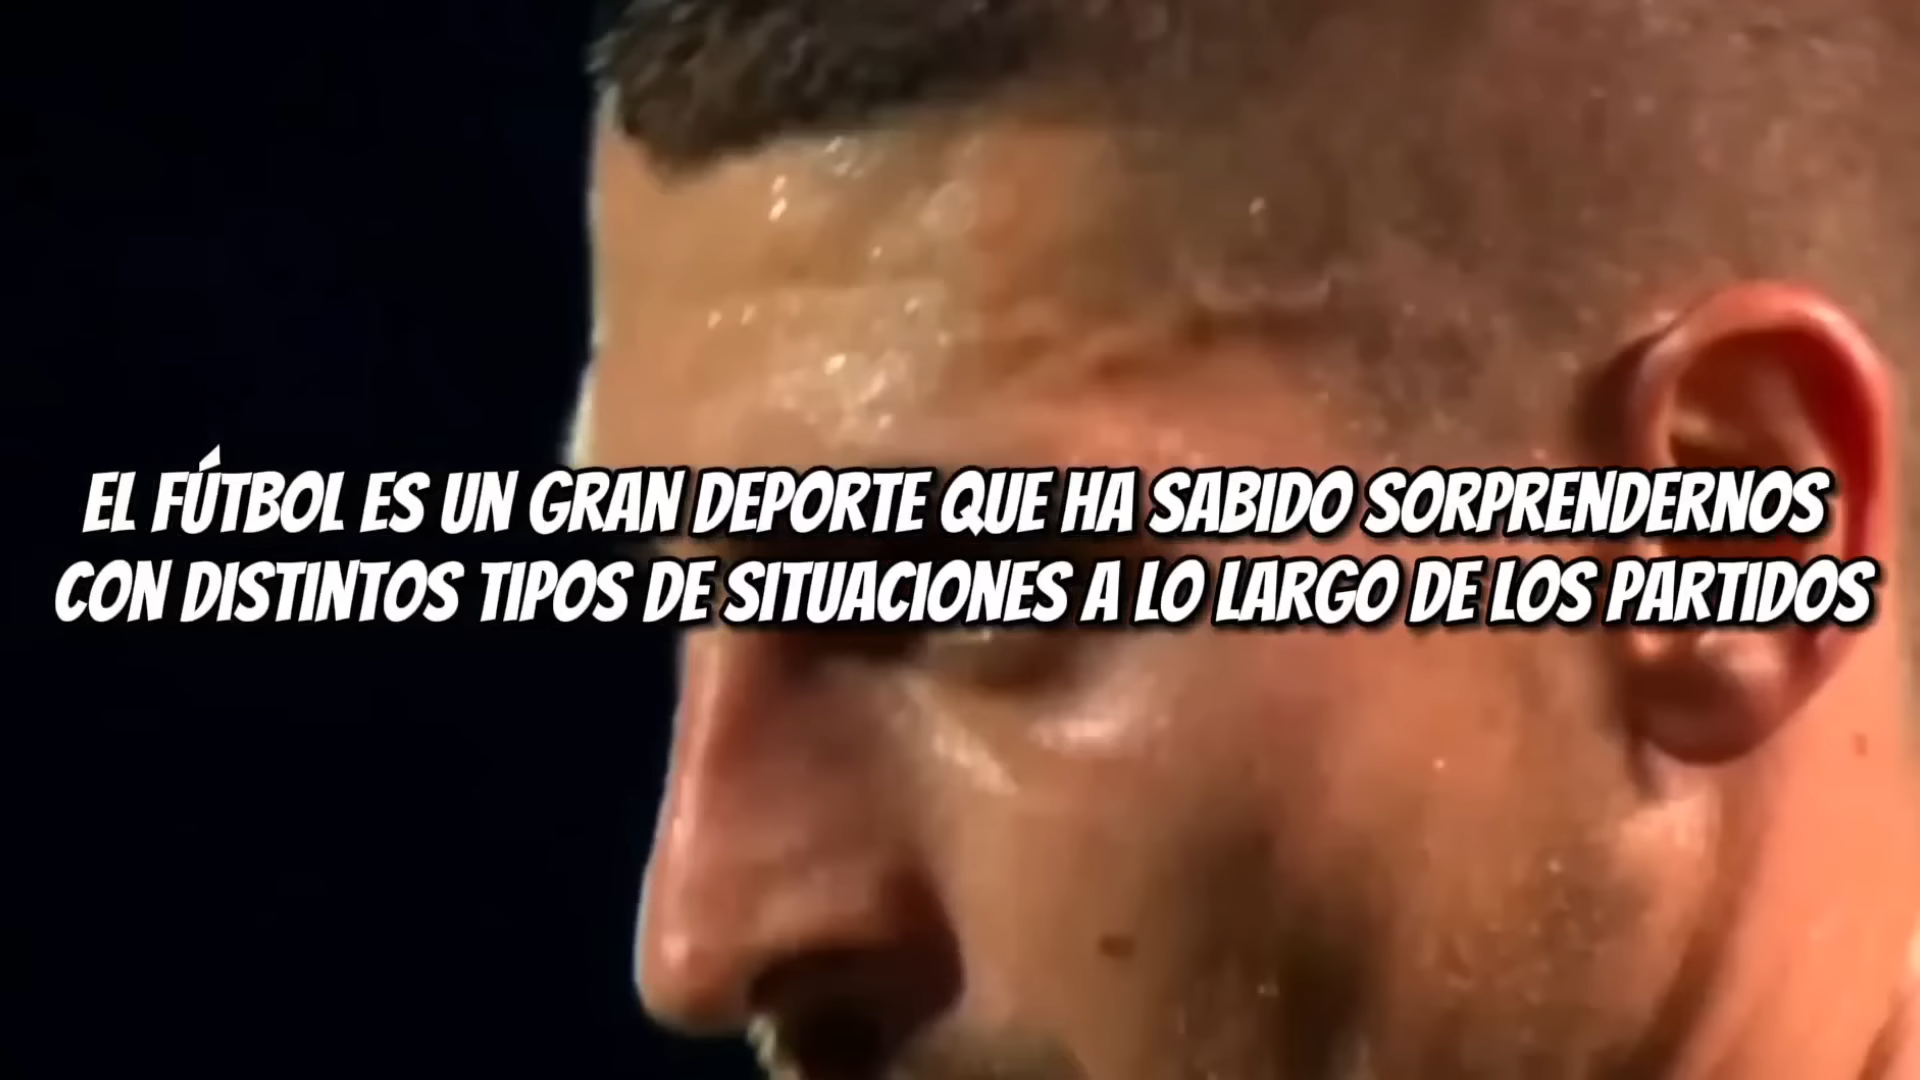 EL FÚTBOL ES UN GRAN DEPORTE QUE HA SABIDO SORPRENDERNOS
CON DISTINTOS TIPOS DE SITUACIONES A LO LARGO DE LOS PARTIDOS